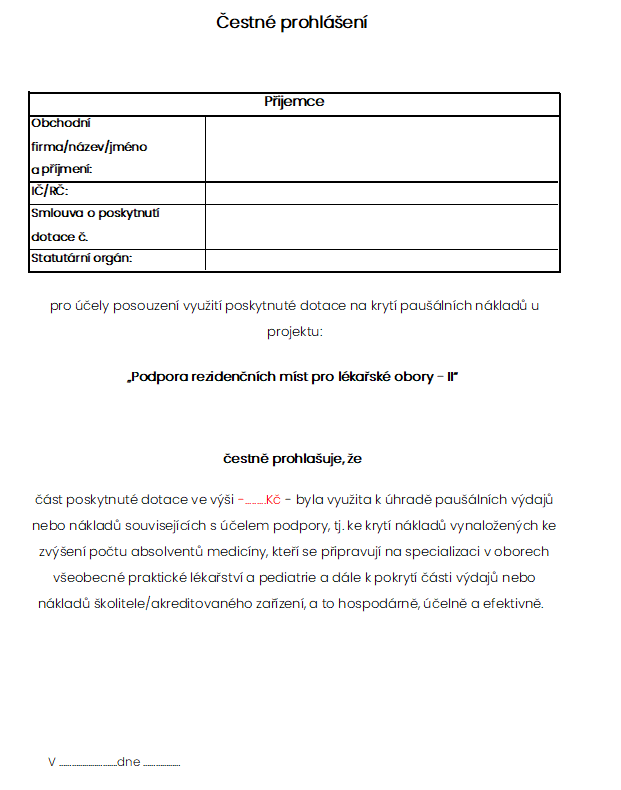 Čestné prohlášení
Příjemce
Obchodní
firma/název/jméno
a příjmení:
IČ/RČ:
Smlouva o poskytnutí
dotace č.
Statutární orgán:
pro účely posouzení využití poskytnuté dotace na krytí paušálních nákladů u
projektu:
„Podpora rezidenčních míst pro lékařské obory – II“
čestně prohlašuje, že
část poskytnuté dotace ve výši -.........Kč - byla využita k úhradě paušálních výdajů
nebo nákladů souvisejících s účelem podpory, tj. ke krytí nákladů vynaložených ke
zvýšení počtu absolventů medicíny, kteří se připravují na specializaci v oborech
všeobecné praktické lékařství a pediatrie a dále k pokrytí části výdajů nebo
nákladů školitele/akreditovaného zařízení, a to hospodárně, účelně a efektivně.
V .............................dne ..................